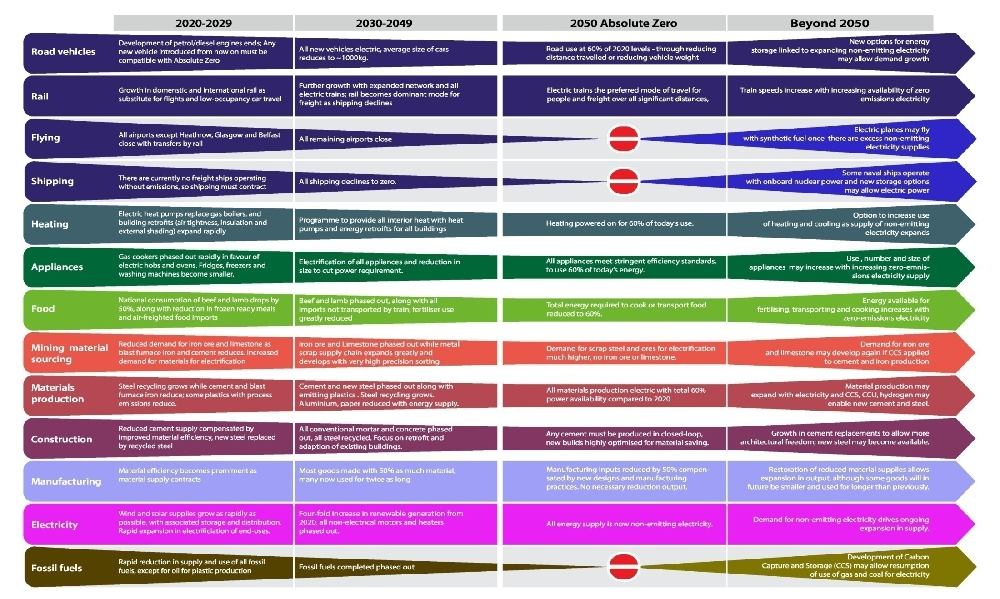 2020-2029
2030-2049
2050 Absolute Zero
Beyond 2050
Road vehicles
Development of petrol/diesel engines ends; Any
new vehicle introduced from now on must be
compatible with Absolute Zero
All new vehicles electric, average size of cars
reduces to ~1000kg.
Road use at 60% of 2020 levels - through reducing
distance travelled or reducing vehicle weight
New options for energy
storage linked to expanding non-emitting electricity
may allow demand growth
Rail
Growth in domenstic and international rail as
substitute for flights and low-occupancy car travel
Further growth with expanded network and all
electric trains; rail becomes dominant mode for
freight as shipping declines
Electric trains the preferred mode of travel for
people and freight over all significant distances,
Train speeds increase with increasing availability of zero
emissions electricity
Flying
All airports except Heathrow, Glasgow and Belfast
close with transfers by rail
All remaining airports close
Electric planes may fly
with synthetic fuel once there are excess non-emitting
electricity supplies
Shipping
There are currently no freight ships operating
without emissions, so shipping must contract
All shipping declines to zero.
Some naval ships operate
with onboard nuclear power and new storage options
may allow electric power
Heating
Electric heat pumps replace gas boilers. and
building retrofits (air tightness, insulation and
external shading) expand rapidly
Programme to provide all interior heat with heat
pumps and energy retroifts for all buildings
Heating powered on for 60% of today's use.
Option to increase use
of heating and cooling as supply of non-emitting
electricity expands
Appliances
Gas cookers phased out rapidly in favour of
electric hobs and ovens. Fridges, freezers and
washing machines become smaller.
Electrification of all appliances and reduction in
size to cut power requirement.
All appliances meet stringent efficiency standards,
to use 60% of today's energy.
Use , number and size of
appliances may increase with increasing zero-emnis-
sions electricity supply
Food
National consumption of beef and lamb drops by
50%, along with reduction in frozen ready meals
and air-freighted food imports
Beef and lamb phased out, along with all
imports not transported by train; fertiliser use
greatly reduced
Total energy required to cook or transport food
reduced to 60%.
Energy available for
fertilising, transporting and cooking increases with
zero-emissions electricity
Mining material
sourcing
Reduced demand for iron ore and limestone as
blast furnace iron and cement reduces. Increased
demand for materials for electrification
Iron ore and Limestone phased out while metal
scrap supply chain expands greatly and
develops with very high precision sorting
Demand for scrap steel and ores for electrification
much higher, no iron ore or limestone.
Demand for iron ore
and limestone may develop again if CCS applied
to cement and iron production
Materials
production
Steel recycling grows while cement and blast
furnace iron reduce; some plastics with process
emissions reduce.
Cement and new steel phased out along with
emitting plastics . Steel recycling grows.
Aluminium, paper reduced with energy supply.
All materials production electric with total 60%
power availability compared to 2020
Material production may
expand with electricity and CCS, CCU, hydrogen may
enable new cement and steel.
Construction
Reduced cement supply compensated by
improved material efficiency, new steel replaced
by recycled steel
All conventional mortar and concrete phased
out, all steel recycled. Focus on retrofit and
adaption of existing buildings.
Any cement must be produced in closed-loop,
new builds highly optimised for material saving.
Growth in cement replacements to allow more
architectural freedom; new steel may become available.
Manufacturing
Material efficiency becomes promiment as
material supply contracts
Most goods made with 50% as much material,
many now used for twice as long
Manufacturing inputs reduced by 50% compen-
sated by new designs and manufacturing
practices. No necessary reduction output.
Restoration of reduced material supplies allows
expansion in output, although some goods will in
future be smaller and used for longer than previously.
Electricity
Wind and solar supplies grow as rapidly as
possible, with associated storage and distribution.
Rapid expansion in electrificiation of end-uses.
Four-fold increase in renewable generation from
2020, all non-electrical motors and heaters
phased out.
All energy supply is now non-emitting electricity.
Demand for non-emitting electricity drives ongoing
expansion in supply.
Fossil fuels
Rapid reduction in supply and use of all fossil
fuels, except for oil for plastic production
Fossil fuels completed phased out
Development of Carbon
Capture and Storage (CCS) may allow resumption
of use of gas and coal for electricity